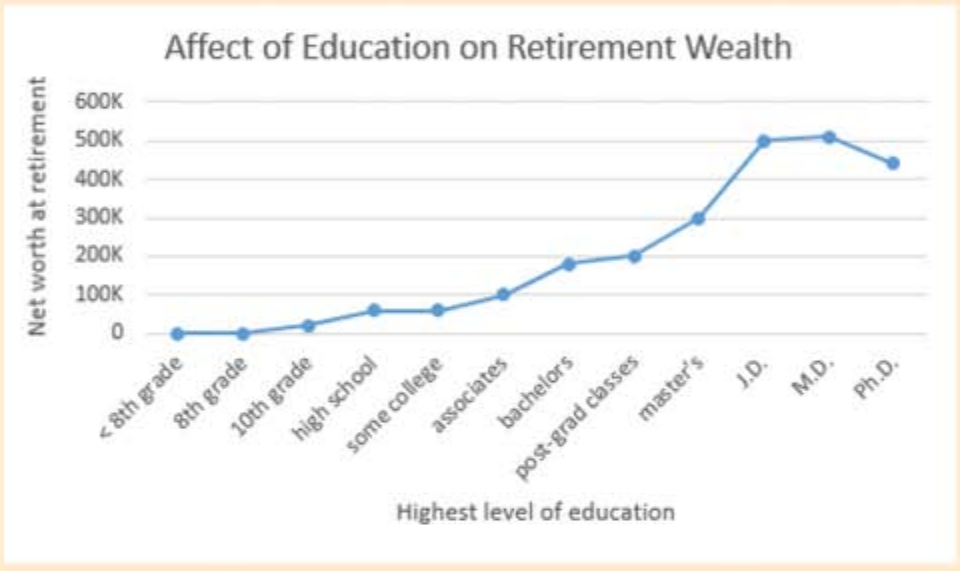 Affect of Education on Retirement Wealth
Net worth at retirement
600K
500K
400K
300K
200K
100K
0
< 8th grade
8th grade
10th grade
high school
some college
associates
bachelors
post-grad classes
master's
J.D.
M.D.
Ph.D.
Highest level of education